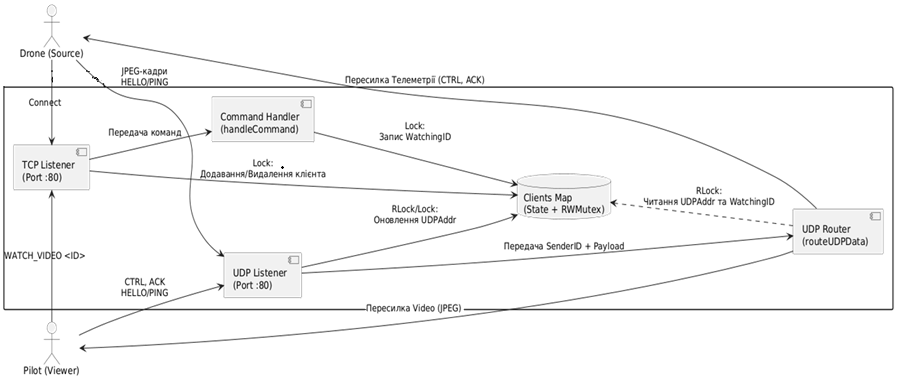 Drone (Source)
JPEG-кадри
HELLO/PING
Пересилка Телеметрії (CTRL, ACK)
Connect
Command Handler
(handleCommand)
Передача команд
Lock:
Запис WatchingID
TCP Listener
(Port :80)
Lock:
Додавання/Видалення клієнта
Clients Map
(State + RWMutex)
RLock:
Читання UDPAddr та WatchingID
RLock/Lock:
Оновлення UDPAddr
UDP Router
(routeUDPData)
Передача SenderID + Payload
WATCH_VIDEO <ID>
UDP Listener
(Port :80)
CTRL, ACK
HELLO/PING
Пересилка Video (JPEG)
Pilot (Viewer)